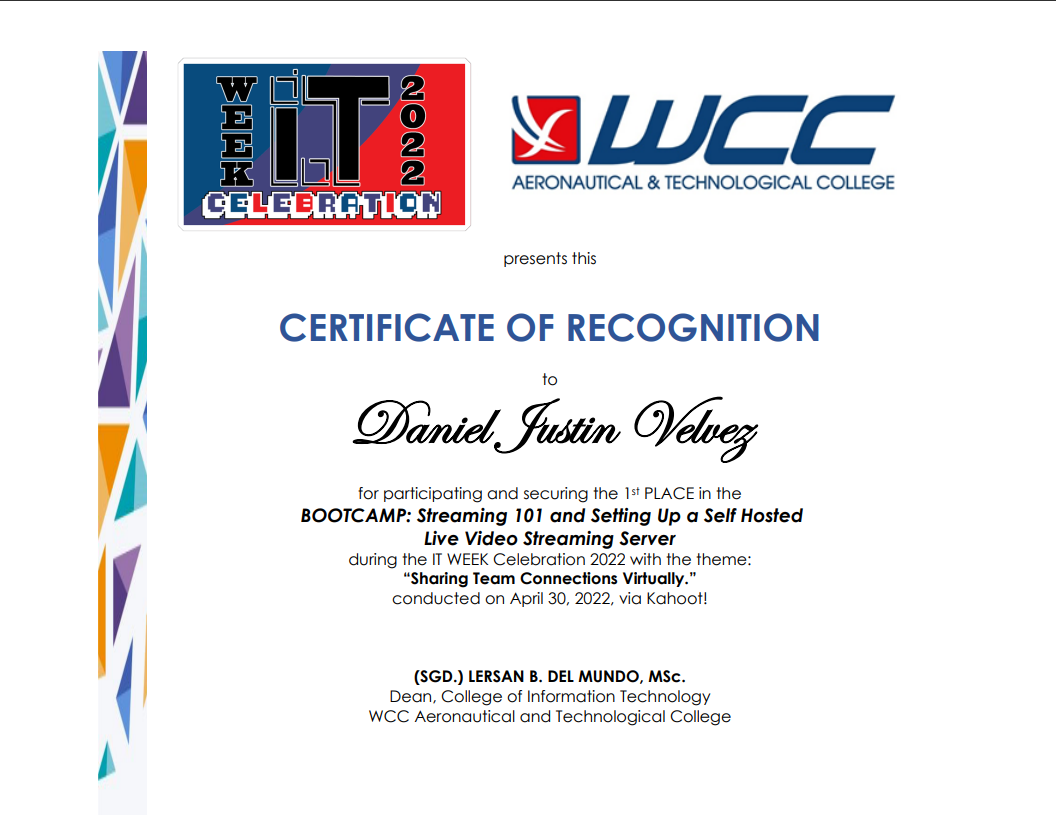 WEEK IT 2022
CELEBRATION
WCC
AERONAUTICAL & TECHNOLOGICAL COLLEGE
presents this
CERTIFICATE OF RECOGNITION
to
Daniel Justin Velvez
for participating and securing the 1st PLACE in the
BOOTCAMP: Streaming 101 and Setting Up a Self Hosted
Live Video Streaming Server
during the IT WEEK Celebration 2022 with the theme:
“Sharing Team Connections Virtually.”
conducted on April 30, 2022, via Kahoot!
(SGD.) LERSAN B. DEL MUNDO, MSc.
Dean, College of Information Technology
WCC Aeronautical and Technological College